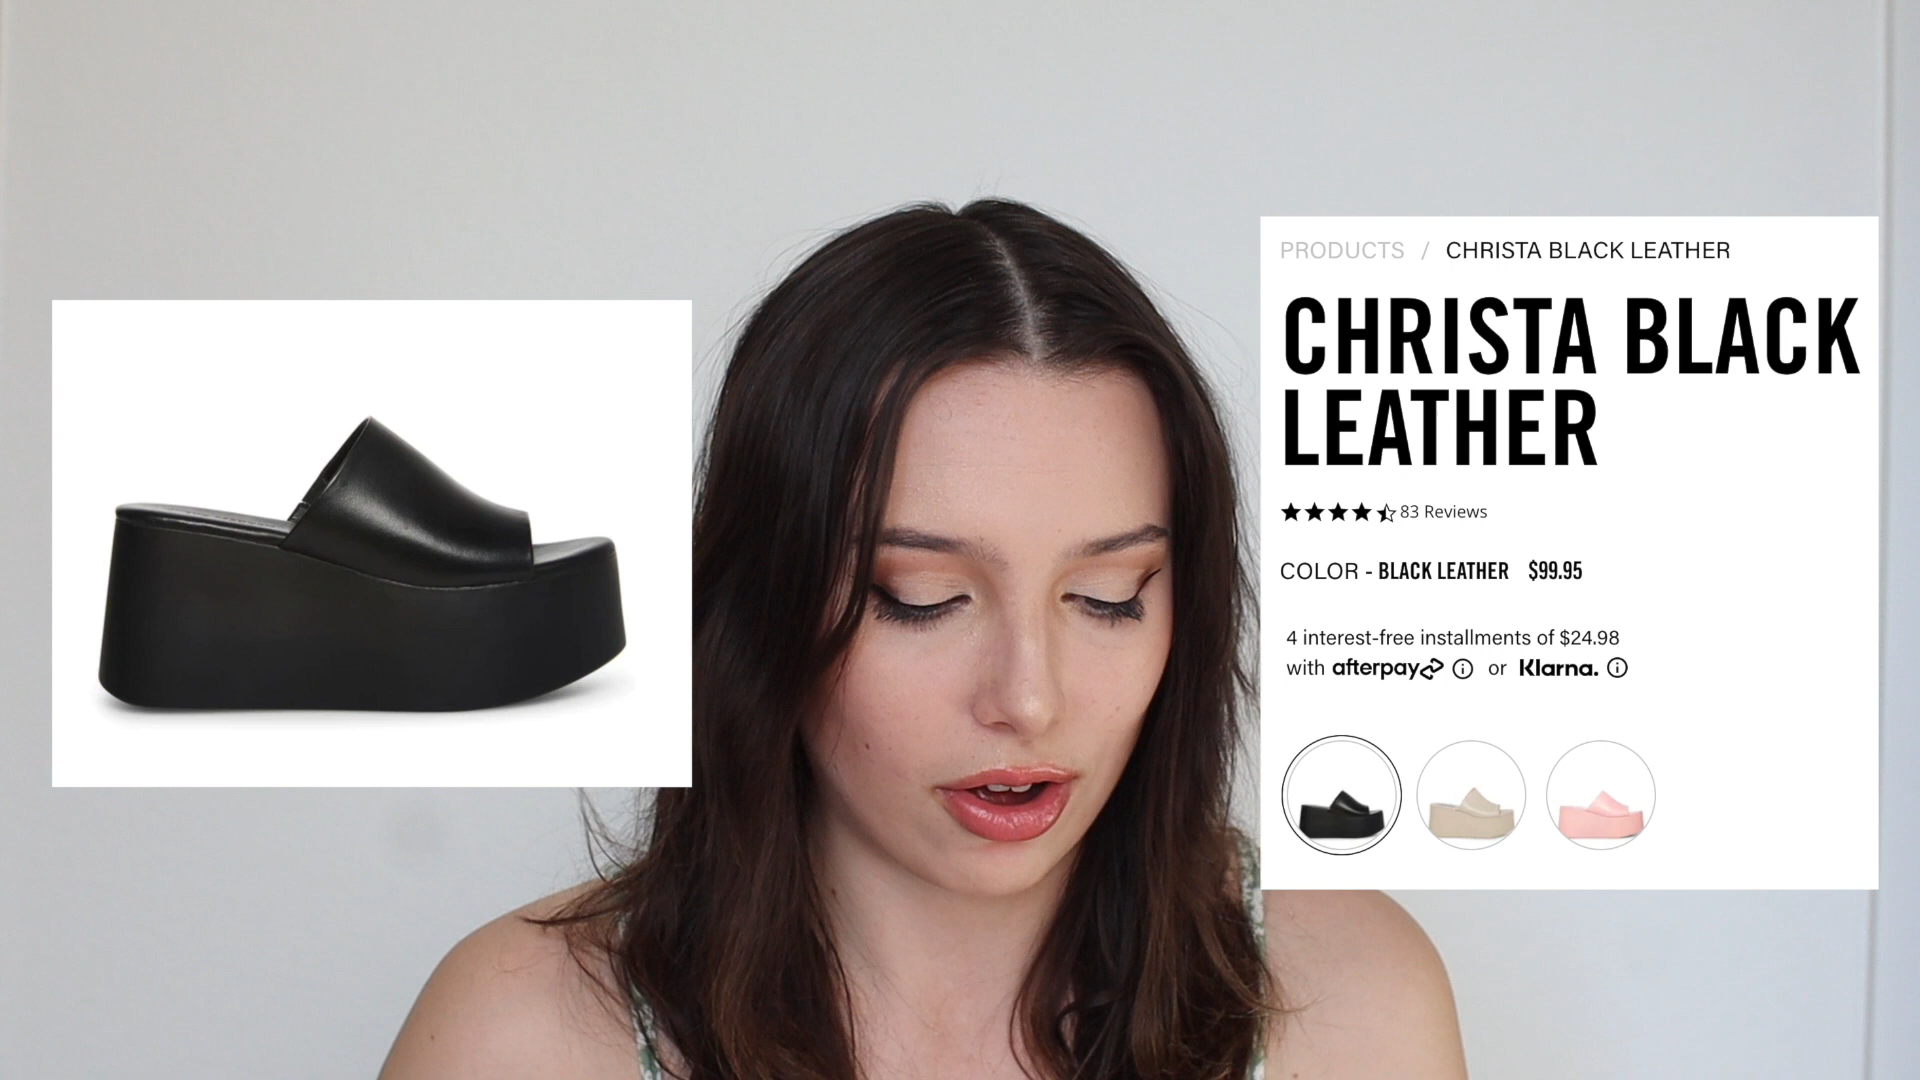 PRODUCTS / CHRISTA BLACK LEATHER
CHRISTA BLACK
LEATHER
83 Reviews
COLOR - BLACK LEATHER $99.95
4 interest-free installments of $24.98
with afterpay or Klarna.